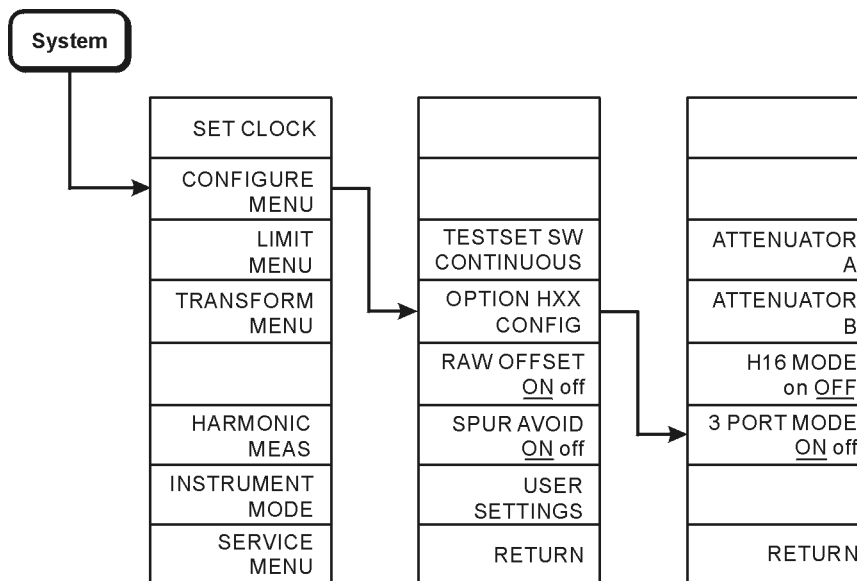 System
SET CLOCK
CONFIGURE
MENU
LIMIT
MENU
TRANSFORM
MENU
HARMONIC
MEAS
INSTRUMENT
MODE
SERVICE
MENU
TESTSET SW
CONTINUOUS
OPTION HXX
CONFIG
RAW OFFSET
ON off
SPUR AVOID
ON off
USER
SETTINGS
RETURN
ATTENUATOR
A
ATTENUATOR
B
H16 MODE
on OFF
3 PORT MODE
ON off
RETURN